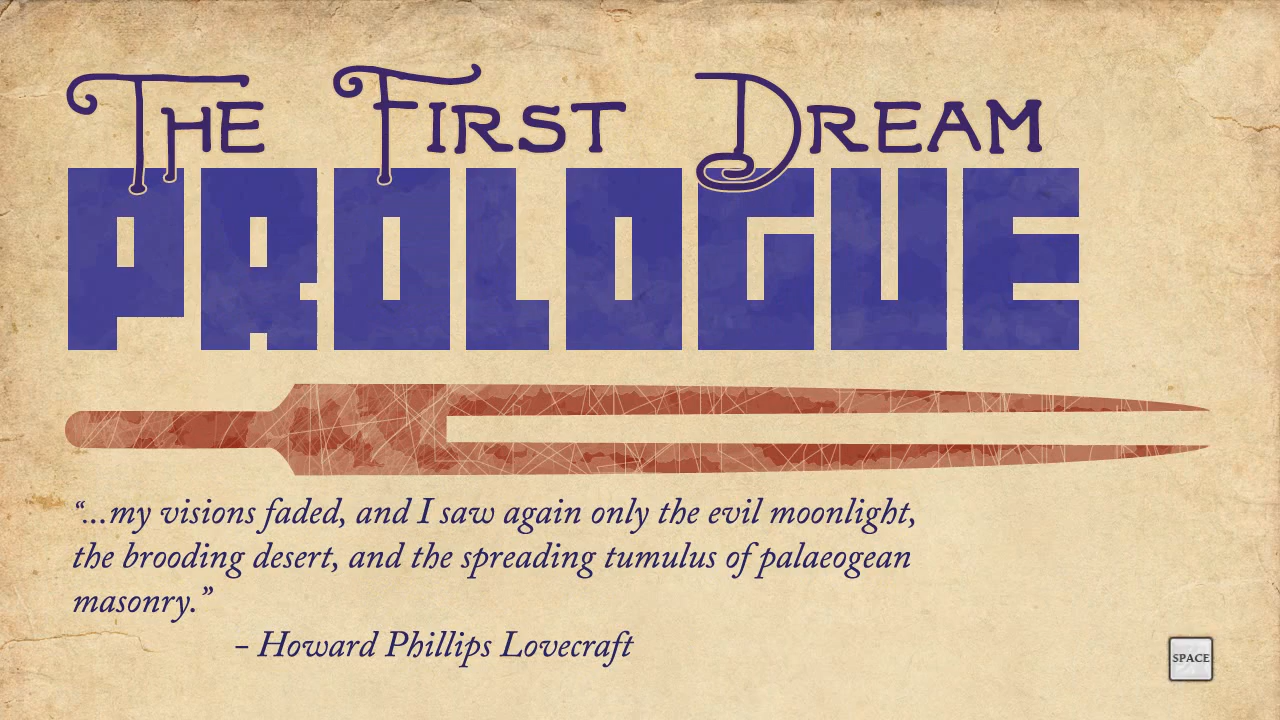 The First Dream
PROLOGUE
“...my visions faded, and I saw again only the evil moonlight,
the brooding desert, and the spreading tumulus of palaeogean
masonry.”
– Howard Phillips Lovecraft
SPACE